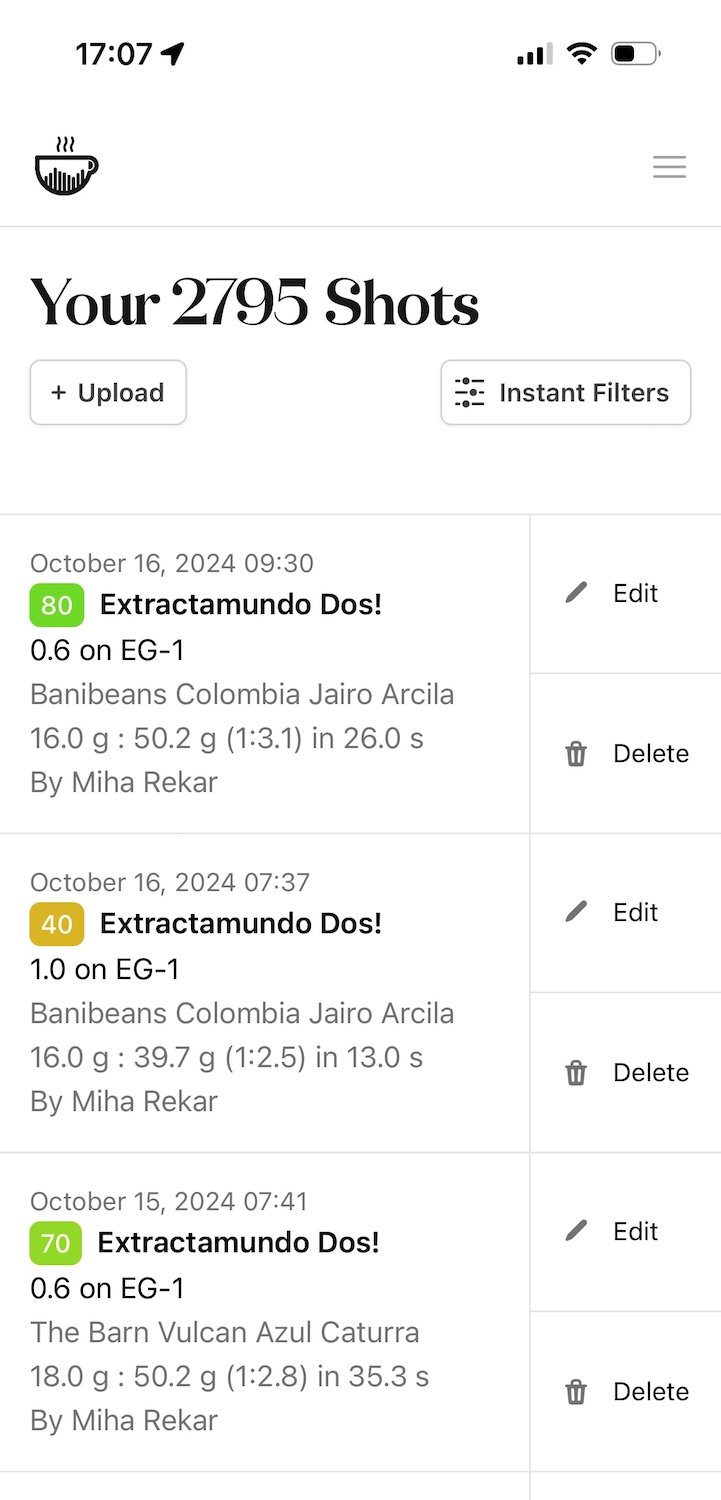 17:07
Your 2795 Shots
+ Upload
Instant Filters
October 16, 2024 09:30
80 Extractamundo Dos!
0.6 on EG-1
Banibeans Colombia Jairo Arcila
16.0 g : 50.2 g (1:3.1) in 26.0 s
By Miha Rekar
Edit
Delete
October 16, 2024 07:37
40 Extractamundo Dos!
1.0 on EG-1
Banibeans Colombia Jairo Arcila
16.0 g : 39.7 g (1:2.5) in 13.0 s
By Miha Rekar
Edit
Delete
October 15, 2024 07:41
70 Extractamundo Dos!
0.6 on EG-1
The Barn Vulcan Azul Caturra
18.0 g : 50.2 g (1:2.8) in 35.3 s
By Miha Rekar
Edit
Delete